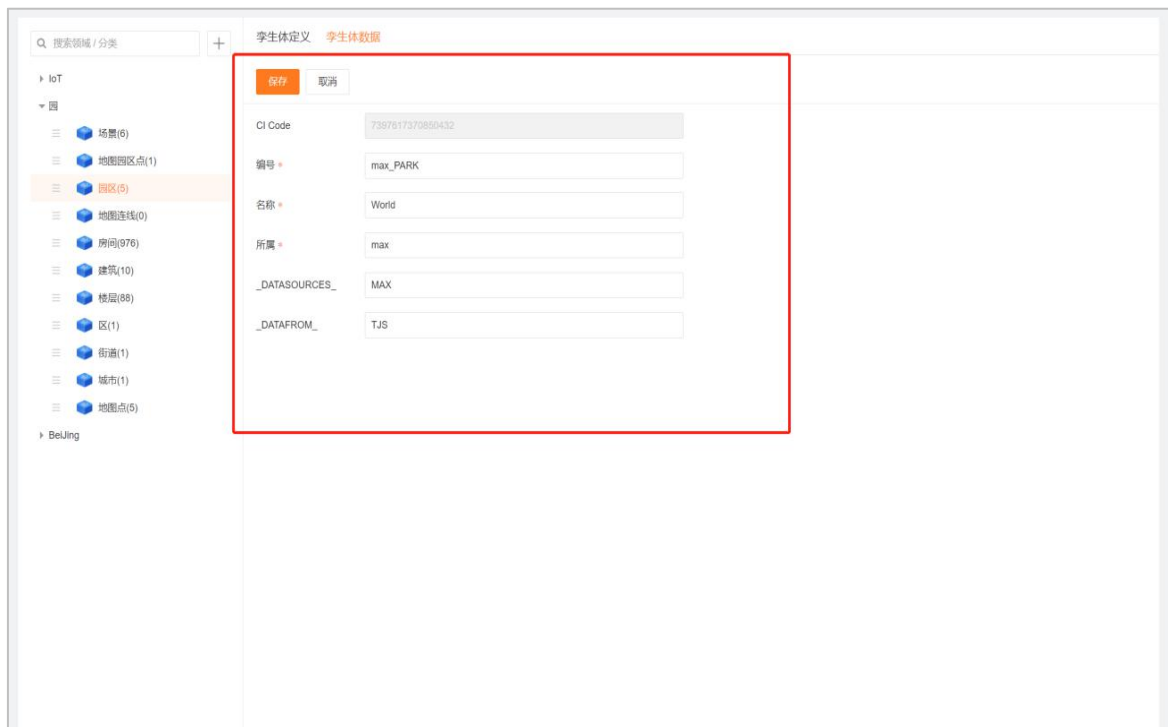 搜索领域 / 分类
IoT
园
场景(6)
地图园区点(1)
园区(5)
地图连线(0)
房间(976)
建筑(10)
楼层(88)
区(1)
街道(1)
城市(1)
地图点(5)
BeiJing
孪生体定义 孪生体数据
保存 取消
CI Code 7397617370850432
编号 * max_PARK
名称 * World
所属 * max
_DATASOURCES_ MAX
_DATAFROM_ TJS